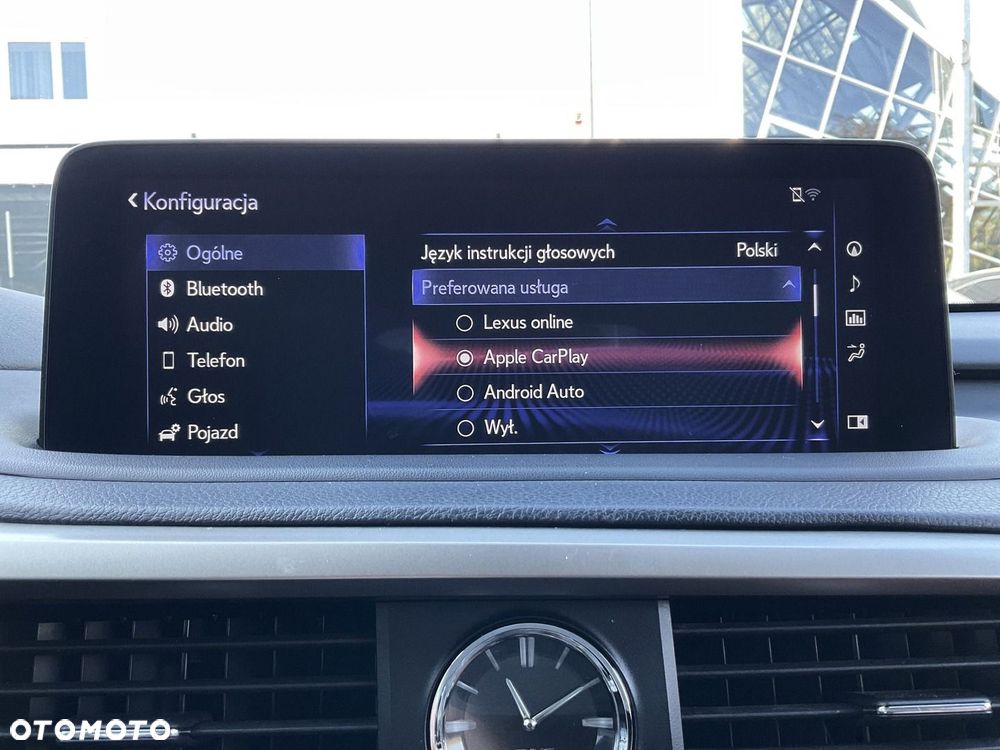 Konfiguracja
Ogólne
Bluetooth
Audio
Telefon
Głos
Pojazd
Język instrukcji głosowych Polski
Preferowana usługa
Lexus online
Apple CarPlay
Android Auto
Wył.
OTOMOTO